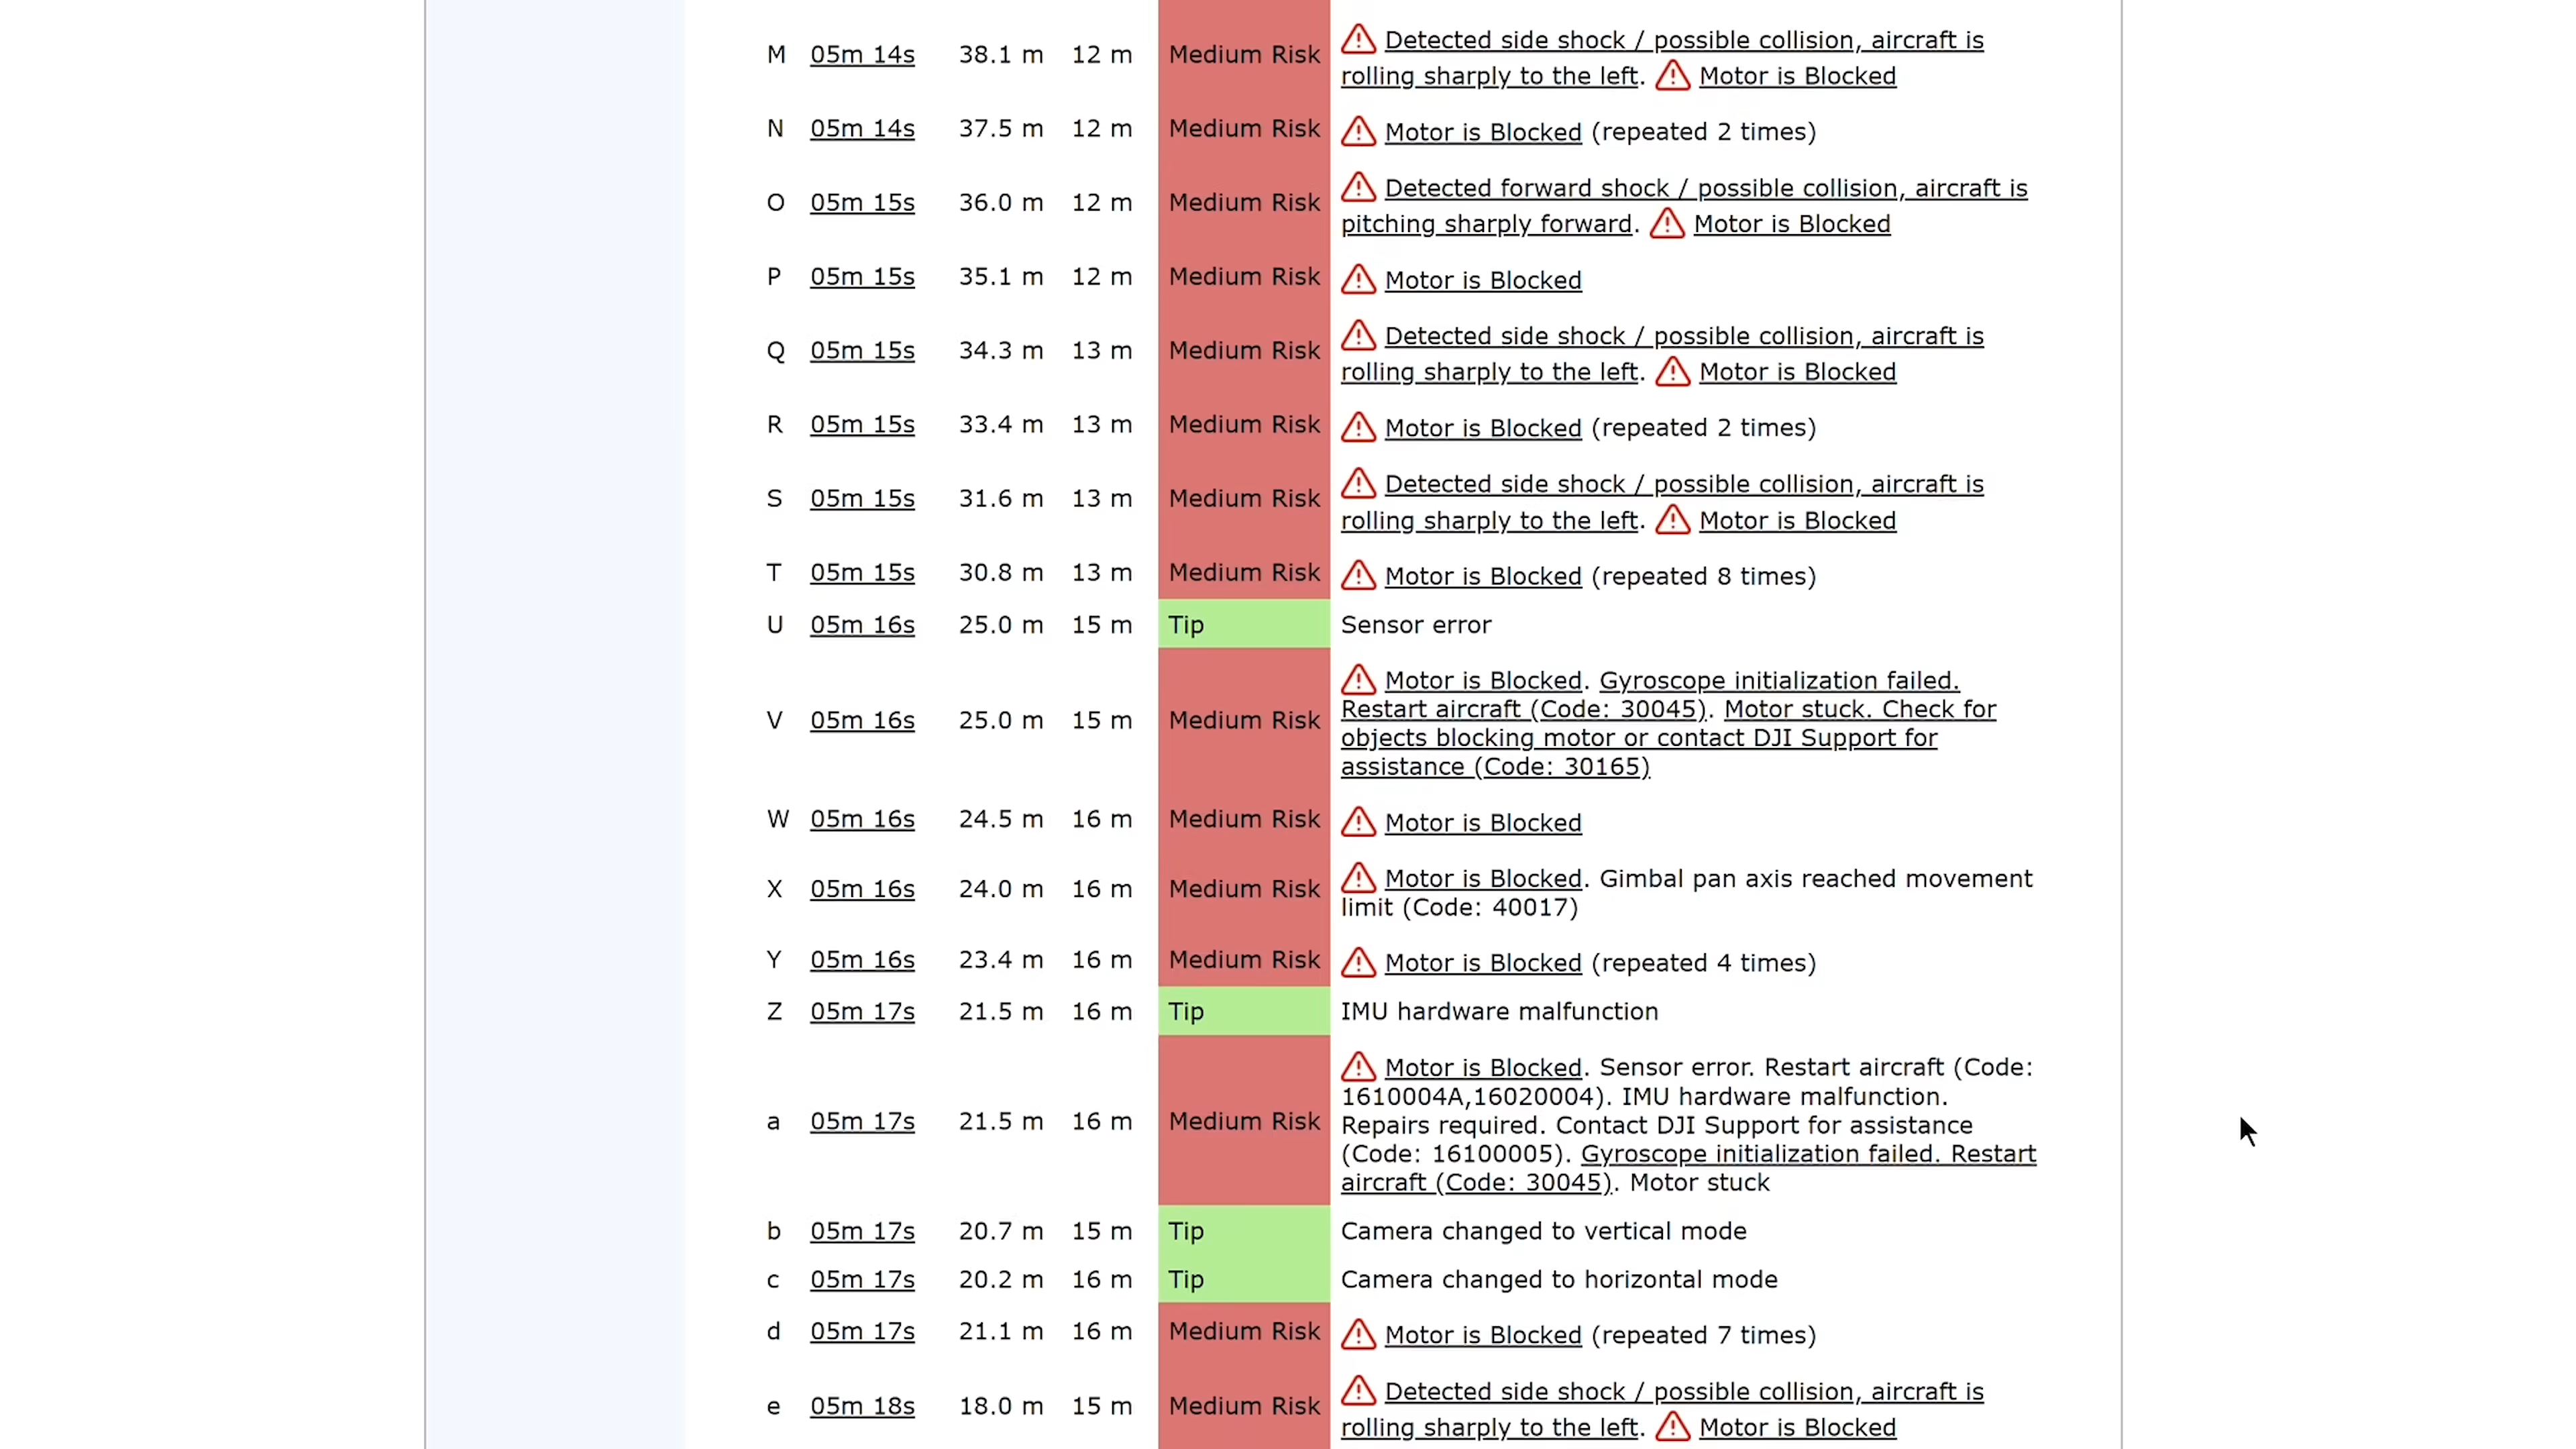 M 05m 14s 38.1 m 12 m Medium Risk Detected side shock / possible collision, aircraft is
rolling sharply to the left. Motor is Blocked
N 05m 14s 37.5 m 12 m Medium Risk Motor is Blocked (repeated 2 times)
O 05m 15s 36.0 m 12 m Medium Risk Detected forward shock / possible collision, aircraft is
pitching sharply forward. Motor is Blocked
P 05m 15s 35.1 m 12 m Medium Risk Motor is Blocked
Q 05m 15s 34.3 m 13 m Medium Risk Detected side shock / possible collision, aircraft is
rolling sharply to the left. Motor is Blocked
R 05m 15s 33.4 m 13 m Medium Risk Motor is Blocked (repeated 2 times)
S 05m 15s 31.6 m 13 m Medium Risk Detected side shock / possible collision, aircraft is
rolling sharply to the left. Motor is Blocked
T 05m 15s 30.8 m 13 m Medium Risk Motor is Blocked (repeated 8 times)
U 05m 16s 25.0 m 15 m Tip Sensor error
V 05m 16s 25.0 m 15 m Medium Risk Motor is Blocked. Gyroscope initialization failed.
Restart aircraft (Code: 30045). Motor stuck. Check for
objects blocking motor or contact DJI Support for
assistance (Code: 30165)
W 05m 16s 24.5 m 16 m Medium Risk Motor is Blocked
X 05m 16s 24.0 m 16 m Medium Risk Motor is Blocked. Gimbal pan axis reached movement
limit (Code: 40017)
Y 05m 16s 23.4 m 16 m Medium Risk Motor is Blocked (repeated 4 times)
Z 05m 17s 21.5 m 16 m Tip IMU hardware malfunction
a 05m 17s 21.5 m 16 m Medium Risk Motor is Blocked. Sensor error. Restart aircraft (Code:
1610004A,16020004). IMU hardware malfunction.
Repairs required. Contact DJI Support for assistance
(Code: 16100005). Gyroscope initialization failed. Restart
aircraft (Code: 30045). Motor stuck
b 05m 17s 20.7 m 15 m Tip Camera changed to vertical mode
c 05m 17s 20.2 m 16 m Tip Camera changed to horizontal mode
d 05m 17s 21.1 m 16 m Medium Risk Motor is Blocked (repeated 7 times)
e 05m 18s 18.0 m 15 m Medium Risk Detected side shock / possible collision, aircraft is
rolling sharply to the left. Motor is Blocked